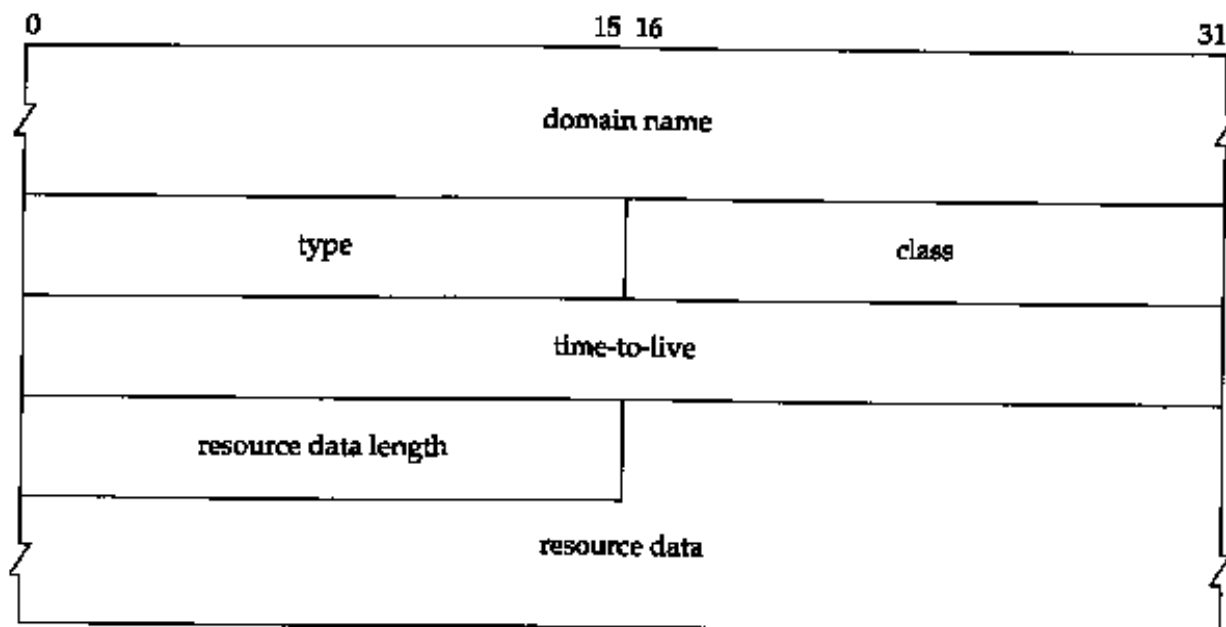 0 15 16 31
domain name
type class
time-to-live
resource data length
resource data